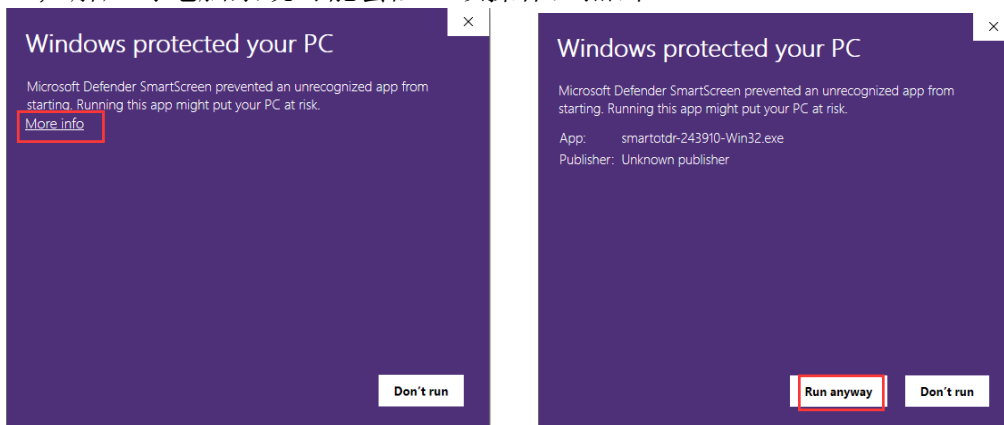 Windows protected your PC
Microsoft Defender SmartScreen prevented an unrecognized app from
starting. Running this app might put your PC at risk.
More info
Don't run
Windows protected your PC
Microsoft Defender SmartScreen prevented an unrecognized app from
starting. Running this app might put your PC at risk.
App: smartotdr-243910-Win32.exe
Publisher: Unknown publisher
Run anyway
Don't run